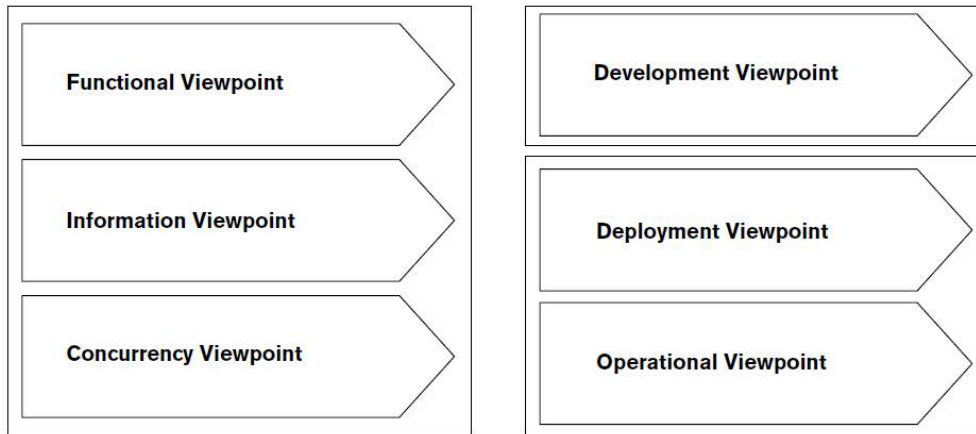 Functional Viewpoint
Information Viewpoint
Concurrency Viewpoint
Development Viewpoint
Deployment Viewpoint
Operational Viewpoint